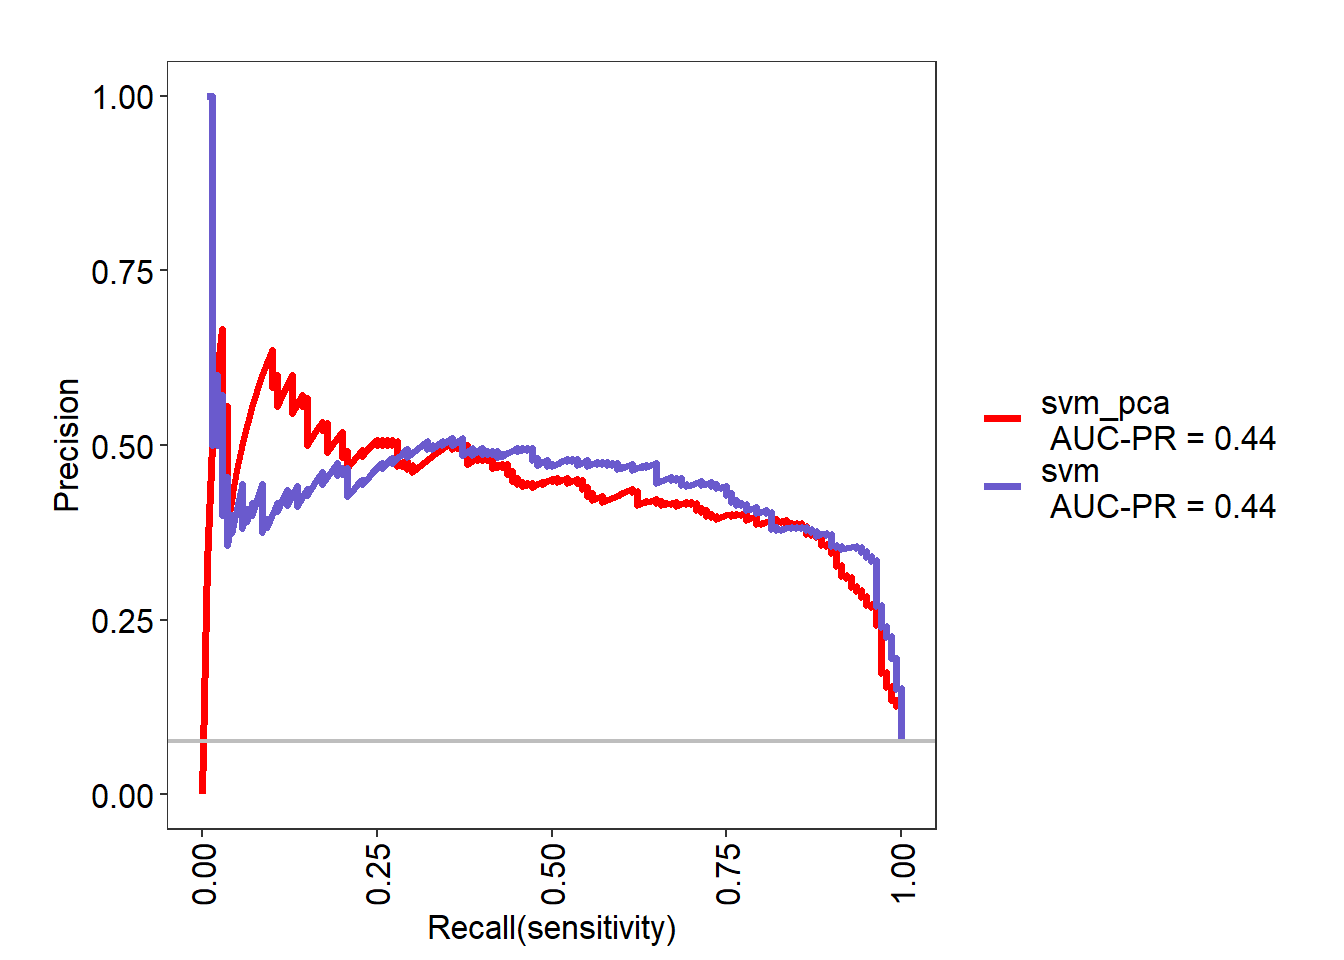 1.00
0.75
0.50
0.25
0.00
Precision
0.00
0.25
0.50
0.75
1.00
Recall(sensitivity)
svm_pca
AUC-PR = 0.44
svm
AUC-PR = 0.44